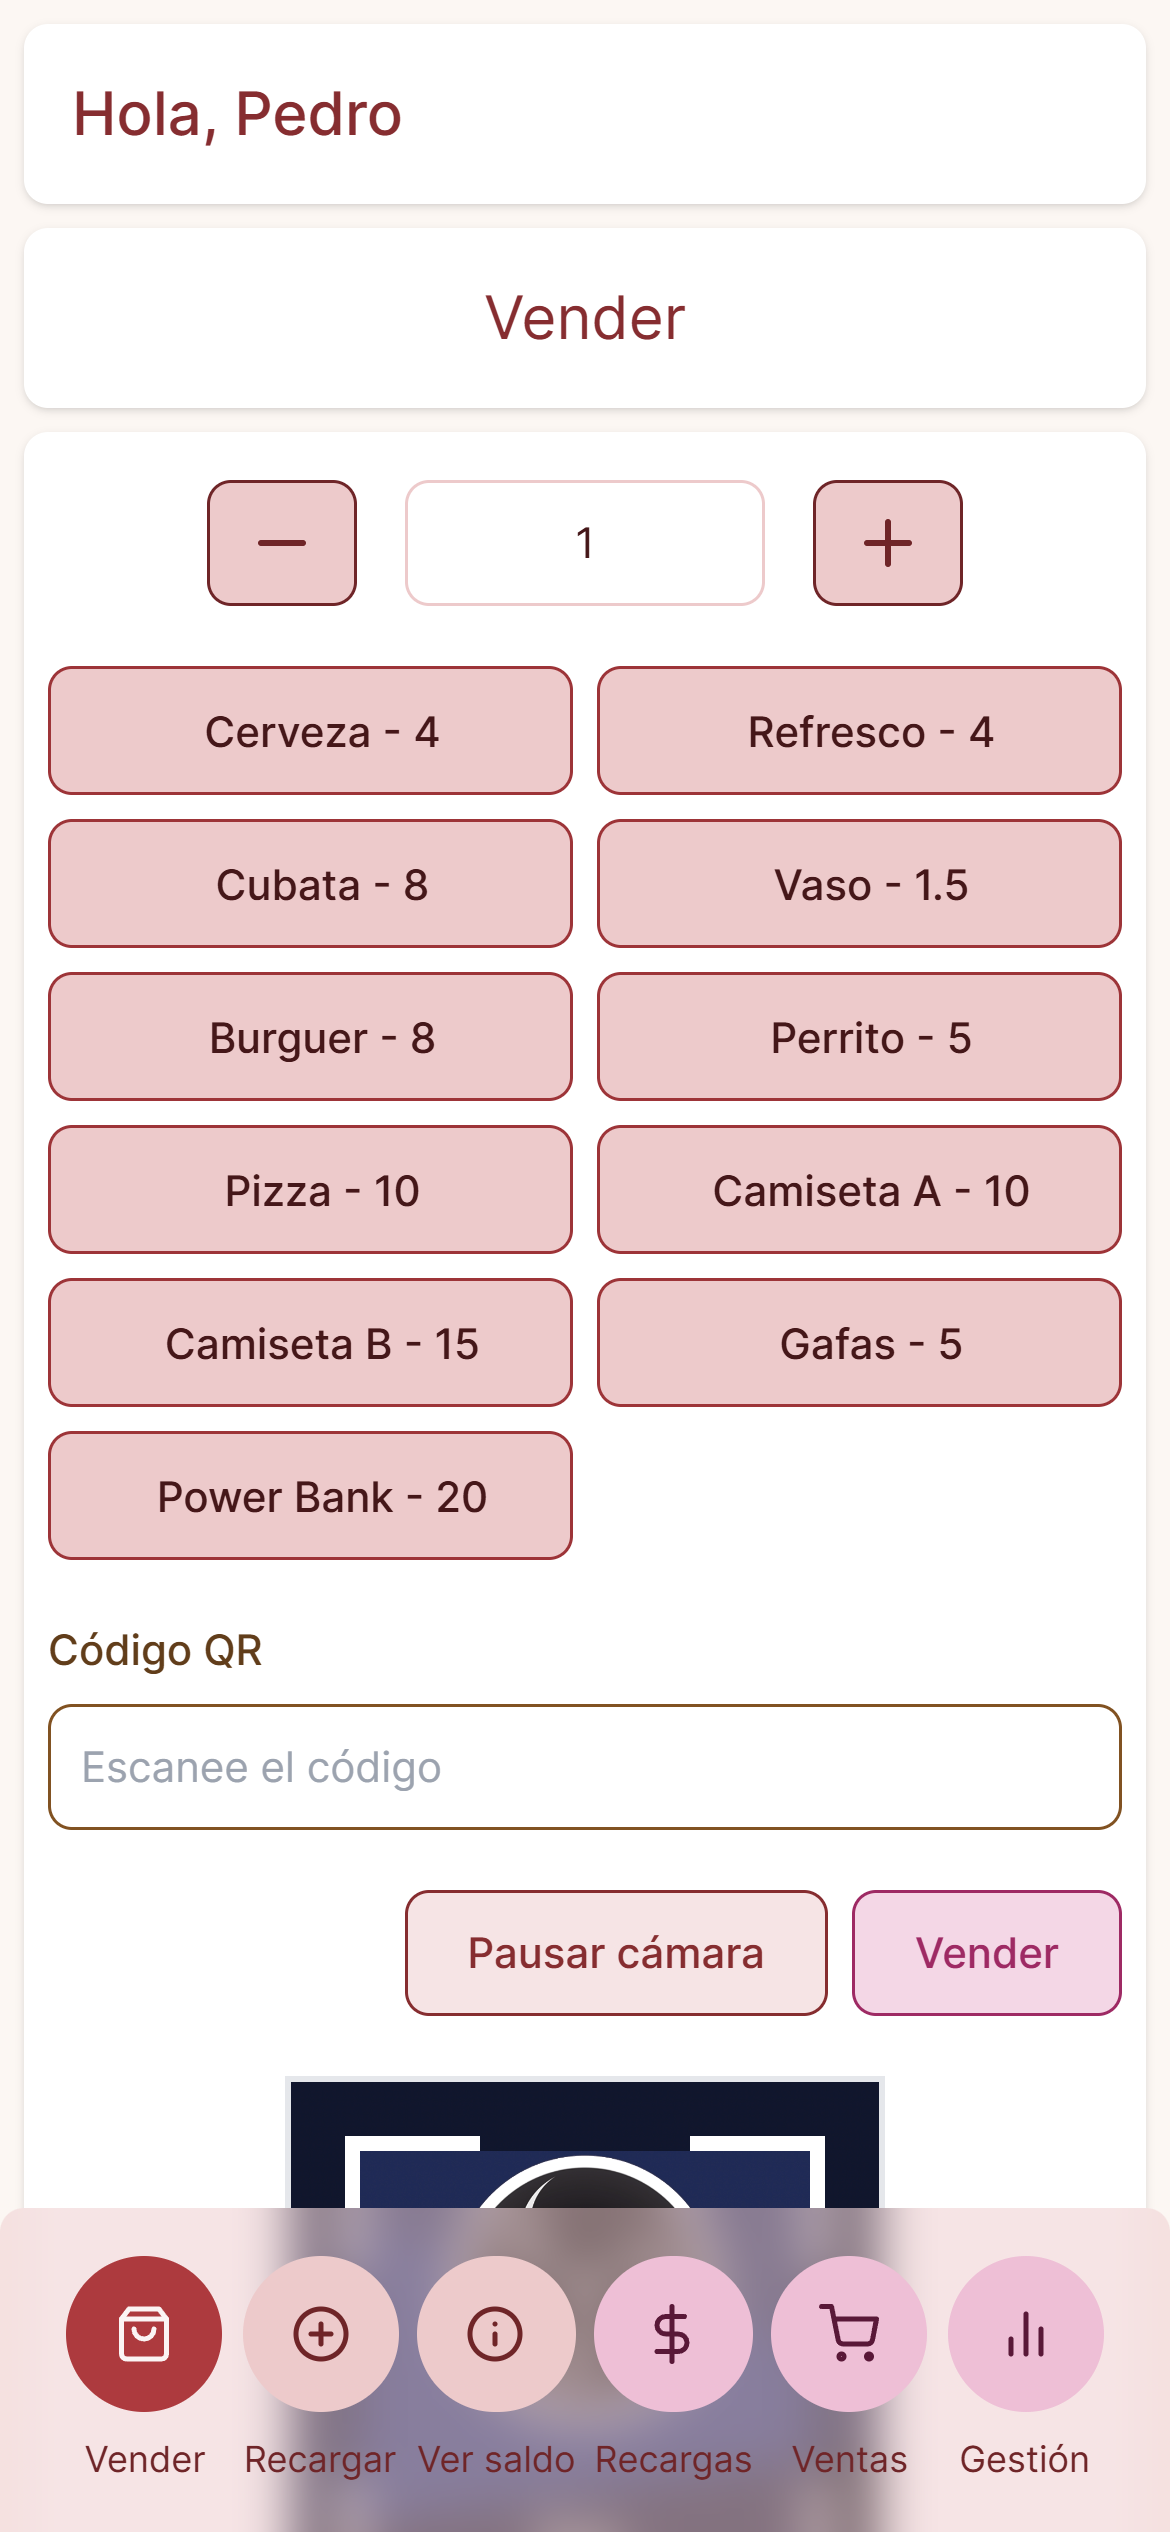 Hola, Pedro
Vender
1
Cerveza - 4
Refresco - 4
Cubata - 8
Vaso - 1.5
Burguer - 8
Perrito - 5
Pizza - 10
Camiseta A - 10
Camiseta B - 15
Gafas - 5
Power Bank - 20
Código QR
Escanee el código
Pausar cámara
Vender
Vender
Recargar
Ver saldo
Recargas
Ventas
Gestión